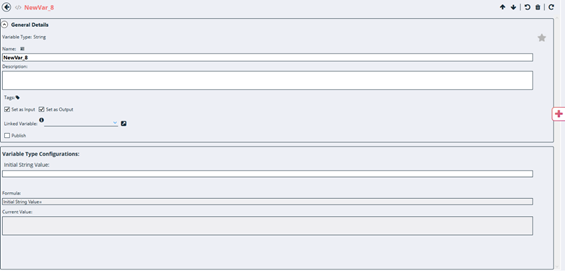 </> NewVar_8
General Details
Variable Type: String
Name:
NewVar_8
Description:
Tags:
Set as Input Set as Output
Linked Variable:
Publish
Variable Type Configurations:
Initial String Value:
Formula:
Initial String Value=
Current Value: